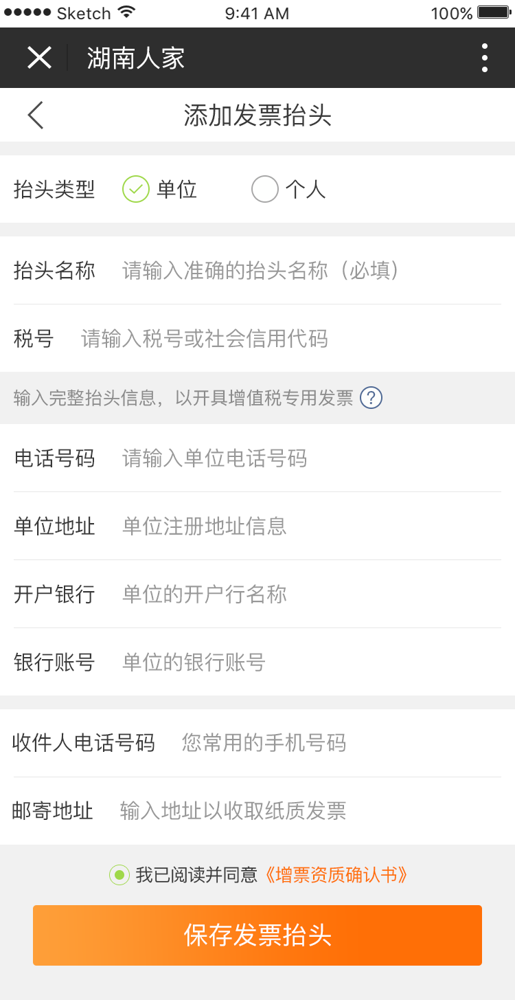 ●●●●● Sketch 9:41 AM 100%
湖南人家
添加发票抬头
抬头类型 单位 个人
抬头名称 请输入准确的抬头名称（必填）
税号 请输入税号或社会信用代码
输入完整抬头信息，以开具增值税专用发票 ?
电话号码 请输入单位电话号码
单位地址 单位注册地址信息
开户银行 单位的开户行名称
银行账号 单位的银行账号
收件人电话号码 您常用的手机号码
邮寄地址 输入地址以收取纸质发票
我已阅读并同意《增票资质确认书》
保存发票抬头